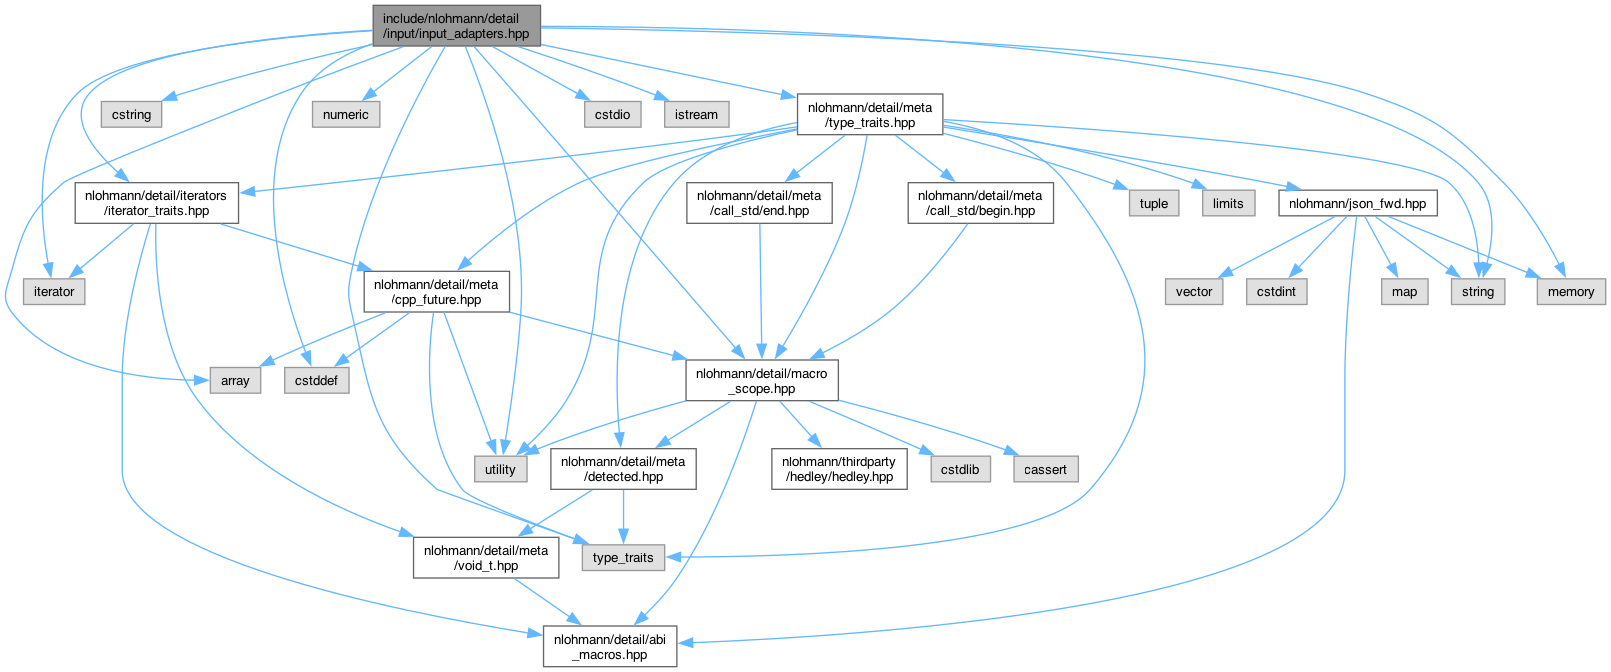 include/nlohmann/detail
/input/input_adapters.hpp
cstring
numeric
cstdio
istream
nlohmann/detail/meta
/type_traits.hpp
nlohmann/detail/iterators
/iterator_traits.hpp
nlohmann/detail/meta
/call_std/end.hpp
nlohmann/detail/meta
/call_std/begin.hpp
tuple
limits
nlohmann/json_fwd.hpp
iterator
nlohmann/detail/meta
/cpp_future.hpp
vector
cstdint
map
string
memory
array
cstddef
nlohmann/detail/macro
_scope.hpp
utility
nlohmann/detail/meta
/detected.hpp
nlohmann/thirdparty
/hedley/hedley.hpp
cstdlib
cassert
nlohmann/detail/meta
/void_t.hpp
type_traits
nlohmann/detail/abi
_macros.hpp